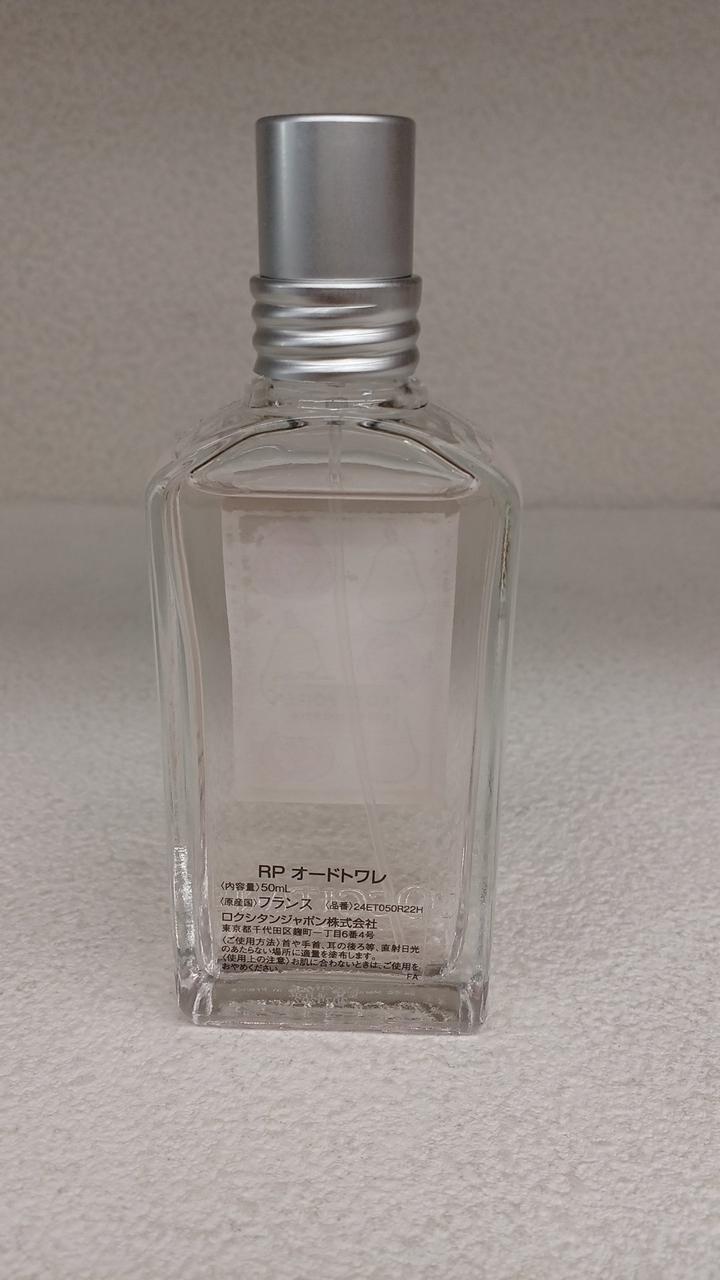 RP オードトワレ
〈内容量〉50mL
〈原産国〉フランス 〈品番〉24ET050R22H
ロクシタンジャポン株式会社
東京都千代田区麹町一丁目6番4号
〈ご使用方法〉首や手首、耳の後ろ等、直射日光
のあたらない場所に適量を塗布します。
〈使用上の注意〉お肌に合わないときは、ご使用を
おやめください。
FA